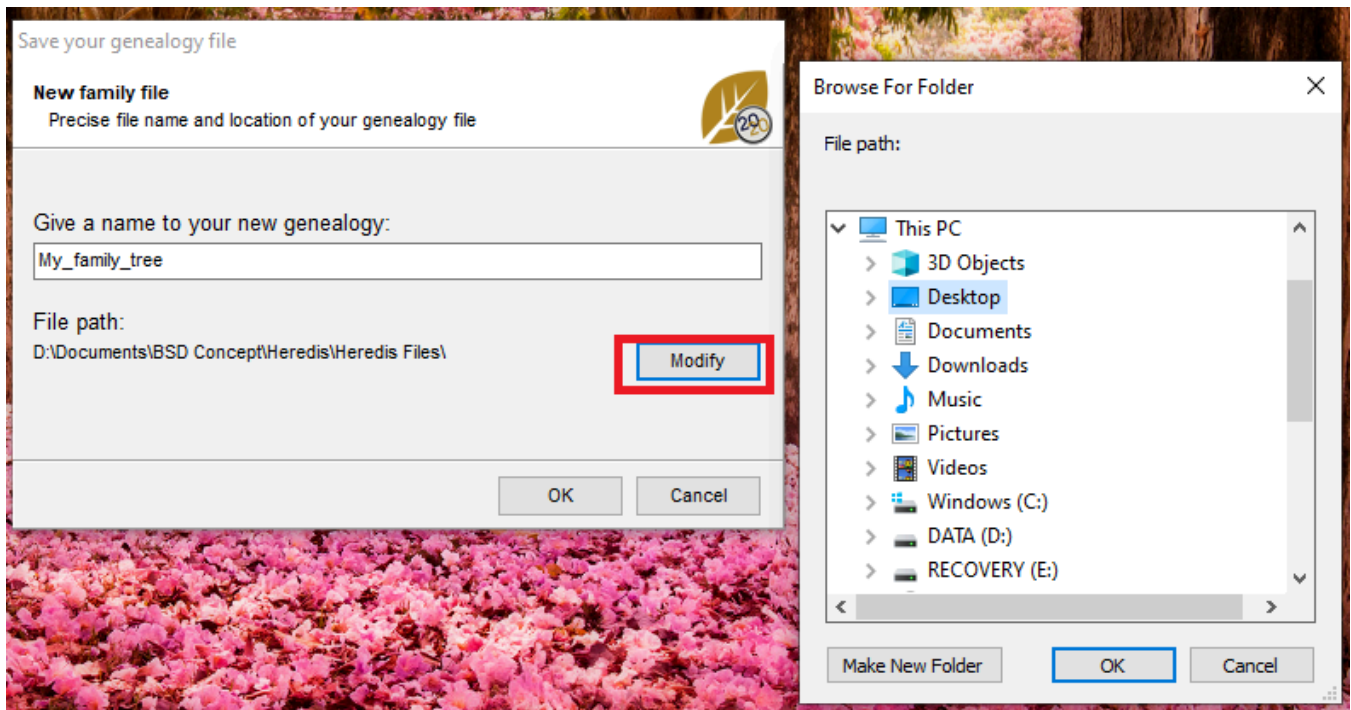 Save your genealogy file
New family file
Precise file name and location of your genealogy file
2020
Give a name to your new genealogy:
My_family_tree
File path:
D:\Documents\BSD Concept\Heredis\Heredis Files\
Modify
OK
Cancel
Browse For Folder
File path:
This PC
3D Objects
Desktop
Documents
Downloads
Music
Pictures
Videos
Windows (C:)
DATA (D:)
RECOVERY (E:)
Make New Folder
OK
Cancel